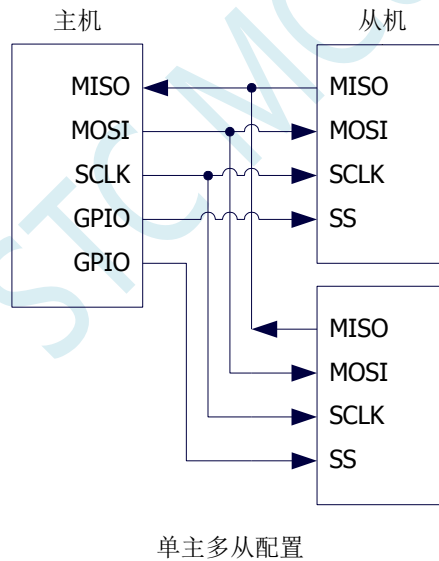 主机
从机
MISO
MOSI
SCLK
GPIO
GPIO
MISO
MOSI
SCLK
SS
MISO
MOSI
SCLK
SS
单主多从配置